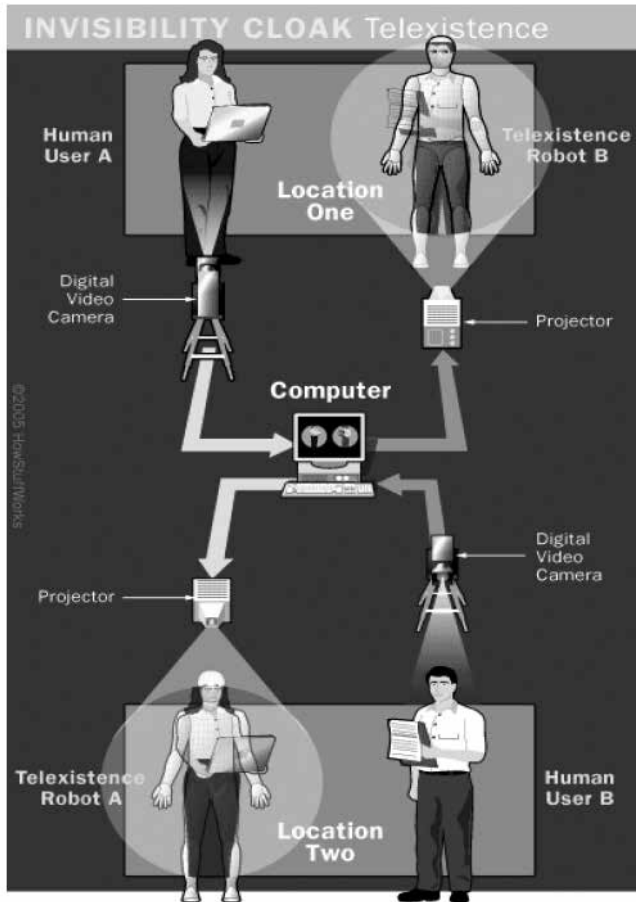 INVISIBILITY CLOAK Telexistence
Human
User A
Telexistence
Robot B
Location
One
Digital
Video
Camera
Projector
Computer
©2005 HowStuffWorks
Digital
Video
Camera
Projector
Telexistence
Robot A
Human
User B
Location
Two